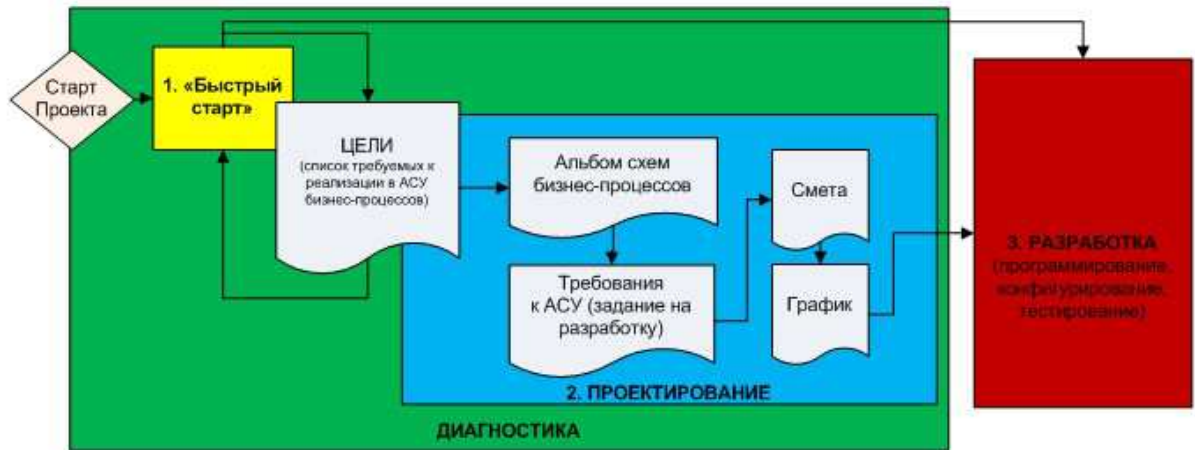 Старт
Проекта
1. «Быстрый
старт»
ЦЕЛИ
(список требуемых к
реализации в АСУ
бизнес-процессов)
Альбом схем
бизнес-процессов
Требования
к АСУ (задание на
разработку)
Смета
График
2. ПРОЕКТИРОВАНИЕ
ДИАГНОСТИКА
3. РАЗРАБОТКА
(программирование,
конфигурирование,
тестирование)